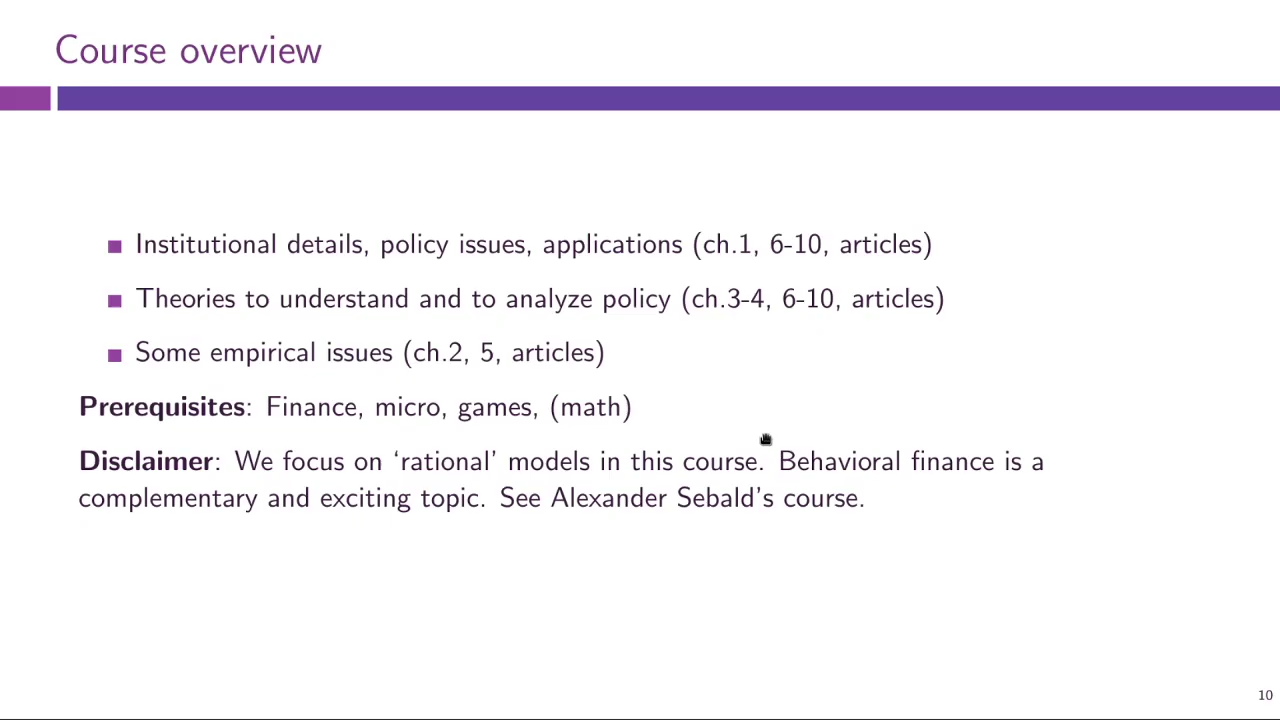 Course overview
■ Institutional details, policy issues, applications (ch.1, 6-10, articles)
■ Theories to understand and to analyze policy (ch.3-4, 6-10, articles)
■ Some empirical issues (ch.2, 5, articles)
Prerequisites: Finance, micro, games, (math)
Disclaimer: We focus on ‘rational’ models in this course. Behavioral finance is a
complementary and exciting topic. See Alexander Sebald’s course.
10